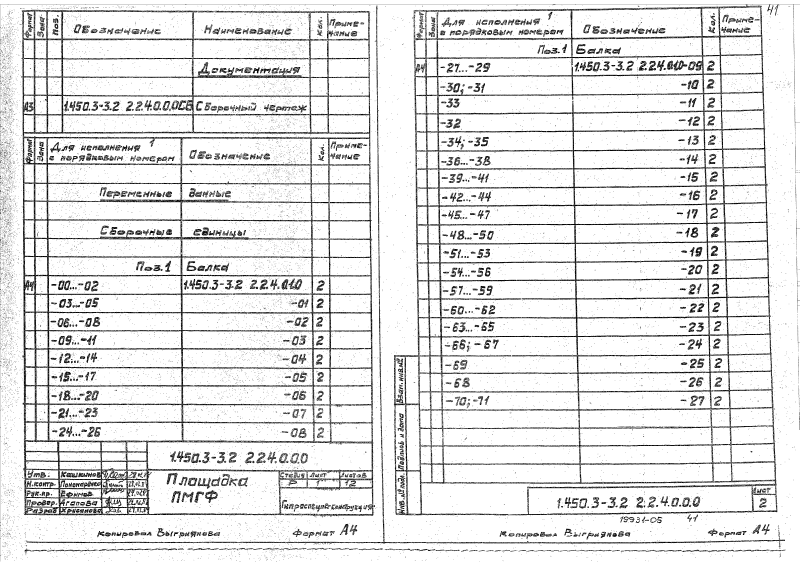 Формат Зона Поз. Обозначение Наименование Кол. Приме-
чание
Документация
А3 1.450.3-3.2 2.2.4.0.0.0СБ Сборочный чертеж
Формат Зона Для исполнения 1
с порядковым номером Обозначение Кол. Приме-
чание
Переменные данные
Сборочные единицы
Поз.1 Балка
А4 -00...-02 1.450.3-3.2 2.2.4.0.1.0 2
-03...-05 -01 2
-06...-08 -02 2
-09...-11 -03 2
-12...-14 -04 2
-15...-17 -05 2
-18...-20 -06 2
-21...-23 -07 2
-24...-26 -08 2
1.450.3-3.2 2.2.4.0.0.0
Утв. Кашкинов
Н.контр.
Рук.пр. Ефимов
Провер. Агапова
Разраб.
Площадка
ПМГФ
Стадия Лист Листов
Р 1 12
Копировал Выгриянова Формат А4
41
Формат Зона Для исполнения 1
с порядковым номером Обозначение Кол. Приме-
чание
Поз.1 Балка
А4 -27...-29 1.450.3-3.2 2.2.4.0.1.0-09 2
-30; -31 -10 2
-33 -11 2
-32 -12 2
-34; -35 -13 2
-36...-38 -14 2
-39...-41 -15 2
-42...-44 -16 2
-45...-47 -17 2
-48...-50 -18 2
-51...-53 -19 2
-54...-56 -20 2
-57...-59 -21 2
-60...-62 -22 2
-63...-65 -23 2
-66; -67 -24 2
-69 -25 2
-68 -26 2
-70; -71 -27 2
Взам.инв.№
Подпись и дата
Инв.№ подл.
1.450.3-3.2 2.2.4.0.0.0 Лист
2
19931-05 41
Копировал Выгриянова Формат А4